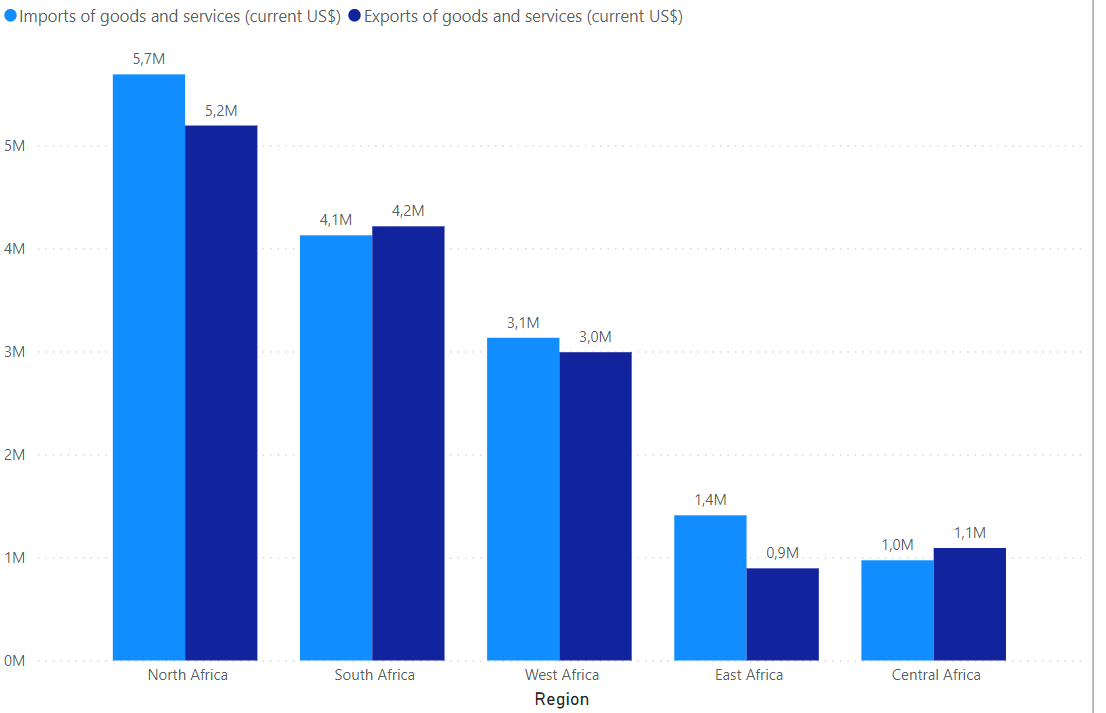 Imports of goods and services (current US$) Exports of goods and services (current US$)
5,7M
5,2M
5M
4,2M
4,1M
4M
3,1M
3,0M
3M
2M
1,4M
0,9M
1,1M
1,0M
1M
0M
North Africa South Africa West Africa East Africa Central Africa
Region